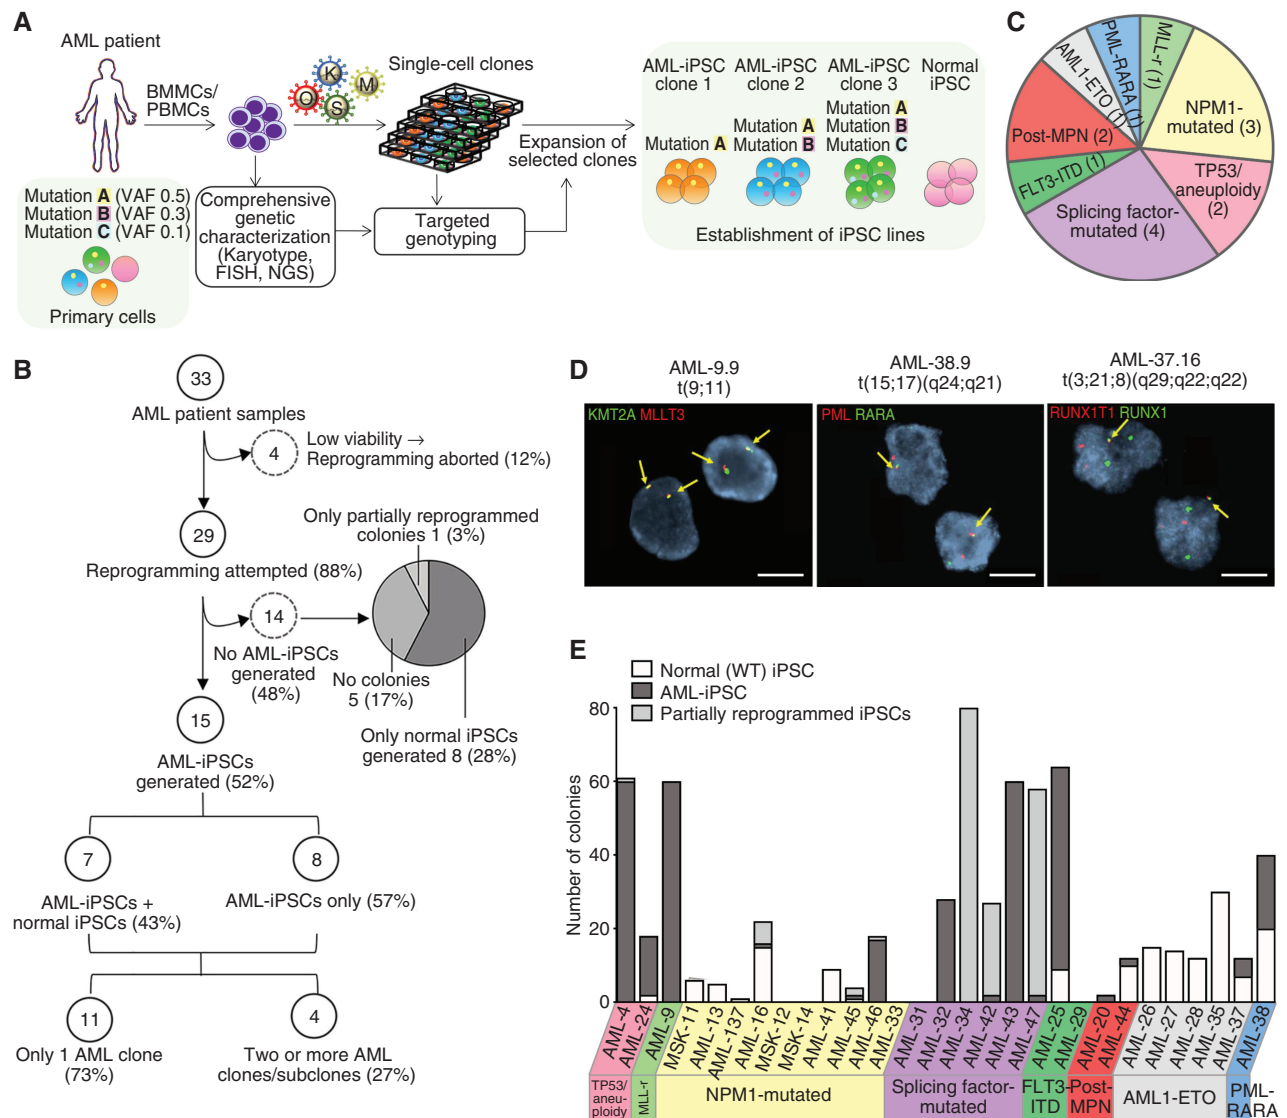 A
AML patient
BMMCs/
PBMCs
O
K
S
M
Single-cell clones
Expansion of
selected clones
Mutation A (VAF 0.5)
Mutation B (VAF 0.3)
Mutation C (VAF 0.1)
Primary cells
Comprehensive
genetic
characterization
(Karyotype,
FISH, NGS)
Targeted
genotyping
AML-iPSC
clone 1
AML-iPSC
clone 2
AML-iPSC
clone 3
Normal
iPSC
Mutation A
Mutation A
Mutation B
Mutation A
Mutation B
Mutation C
Establishment of iPSC lines
C
MLL-r (1)
NPM1-
mutated (3)
TP53/
aneuploidy
(2)
Splicing factor-
mutated (4)
FLT3-ITD (1)
Post-MPN (2)
AML1-ETO (1)
PML-RARA (1)
B
33
AML patient samples
4
Low viability →
Reprogramming aborted (12%)
29
Reprogramming attempted (88%)
14
No AML-iPSCs
generated
(48%)
Only partially reprogrammed
colonies 1 (3%)
No colonies
5 (17%)
Only normal iPSCs
generated 8 (28%)
15
AML-iPSCs
generated (52%)
7
AML-iPSCs +
normal iPSCs (43%)
8
AML-iPSCs only (57%)
11
Only 1 AML clone
(73%)
4
Two or more AML
clones/subclones (27%)
D
AML-9.9
t(9;11)
KMT2A MLLT3
AML-38.9
t(15;17)(q24;q21)
PML RARA
AML-37.16
t(3;21;8)(q29;q22;q22)
RUNX1T1 RUNX1
E
Normal (WT) iPSC
AML-iPSC
Partially reprogrammed iPSCs
Number of colonies
80
60
40
20
0
AML-4
AML-24
AML-9
MSK-11
AML-13
AML-137
AML-16
MSK-12
MSK-14
AML-41
AML-45
AML-46
AML-33
AML-31
AML-32
AML-34
AML-42
AML-43
AML-47
AML-25
AML-29
AML-20
AML-44
AML-26
AML-27
AML-28
AML-35
AML-37
AML-38
TP53/
aneu-
ploidy
MLL-r
NPM1-mutated
Splicing factor-
mutated
FLT3-
ITD
Post-
MPN
AML1-ETO
PML-
RARA